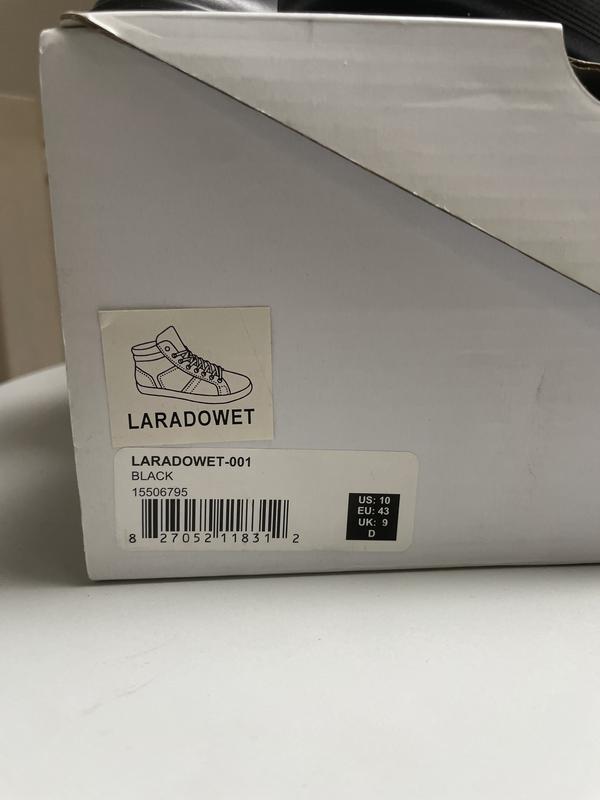 LARADOWET
LARADOWET-001
BLACK
15506795
8 27052 11831 2
US: 10
EU: 43
UK: 9
D